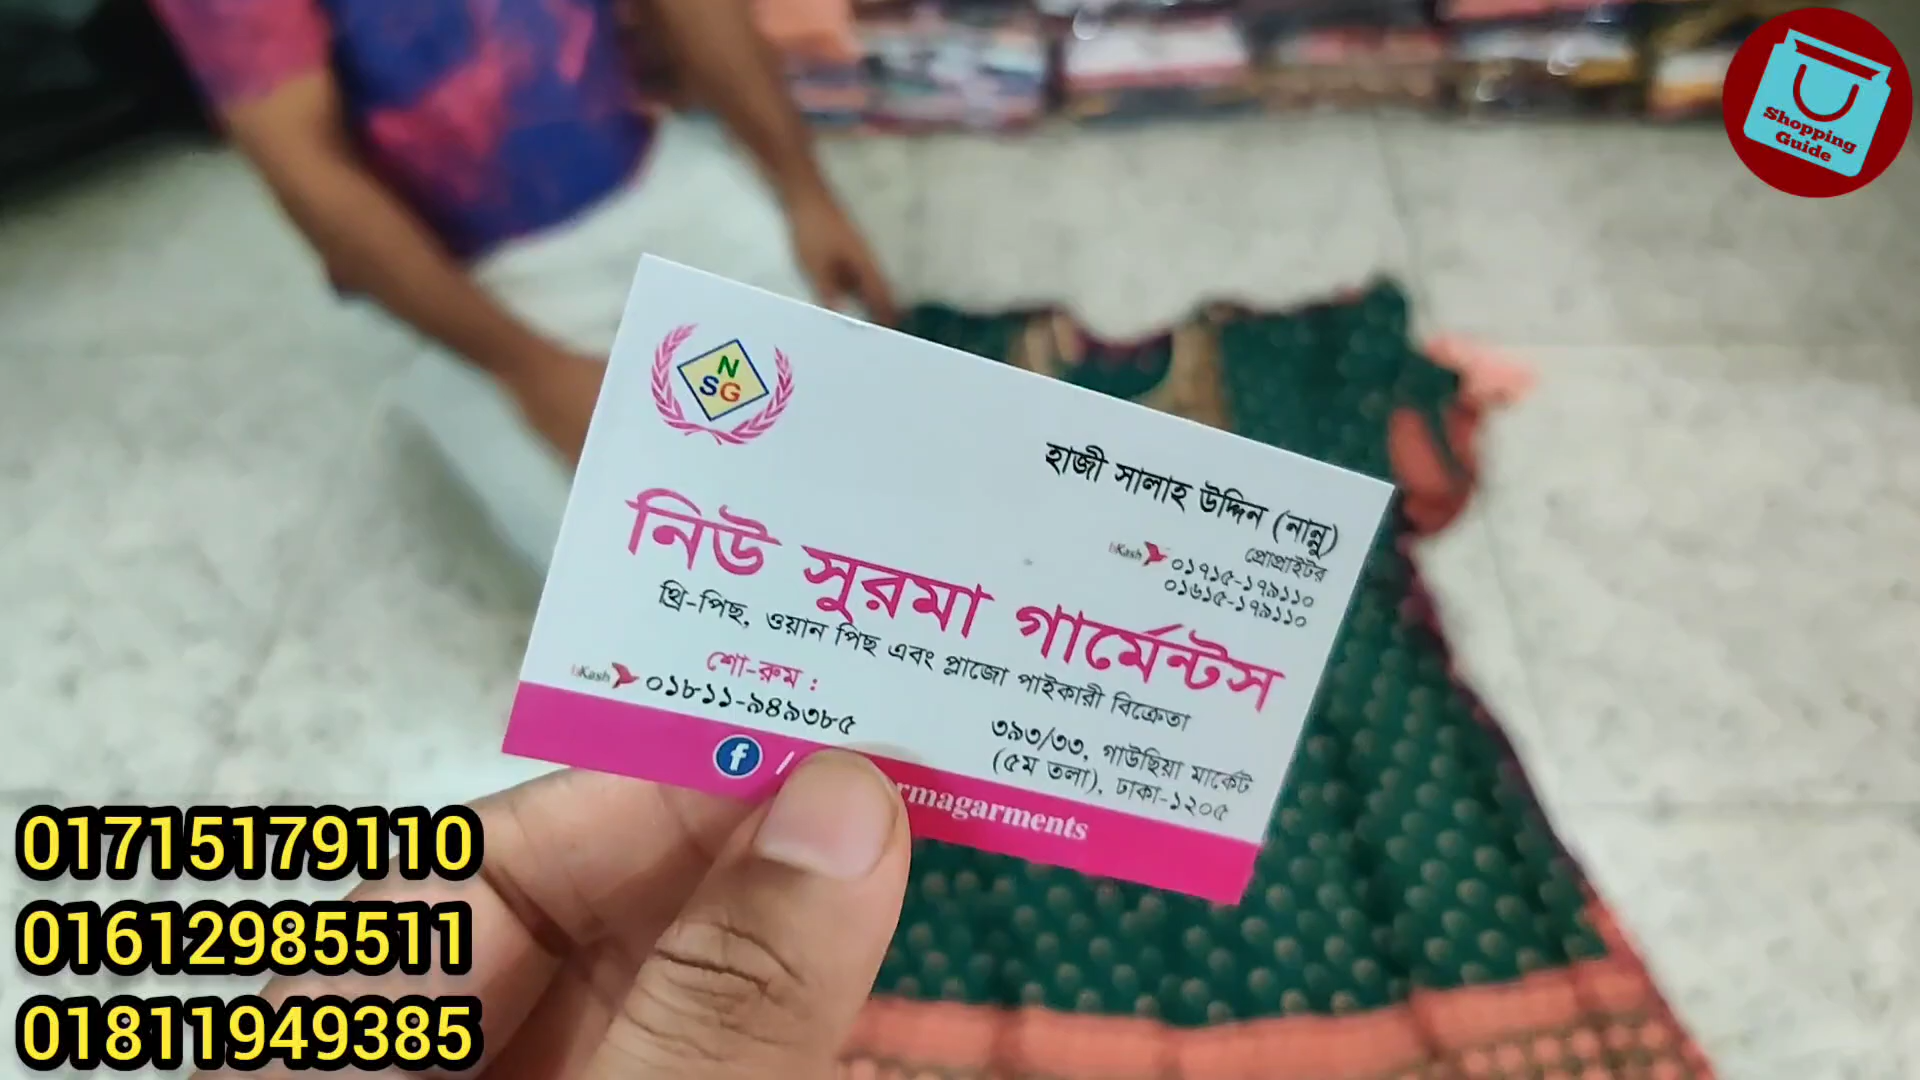 Shopping
Guide
N
SG
হাজী সালাহ উদ্দিন (নান্নু)
প্রোপ্রাইটর
bKash ০১৭১৫-১৭৯১১০
০১৬১৫-১৭৯১১০
নিউ সুরমা গার্মেন্টস
থ্রি-পিছ, ওয়ান পিছ এবং প্লাজো পাইকারী বিক্রেতা
শো-রুম :
bKash ০১৮১১-৯৪৯৩৮৫
৩৯৩/৩৩, গাউছিয়া মার্কেট
(৫ম তলা), ঢাকা-১২০৫
f /
rmagarments
01715179110
01612985511
01811949385